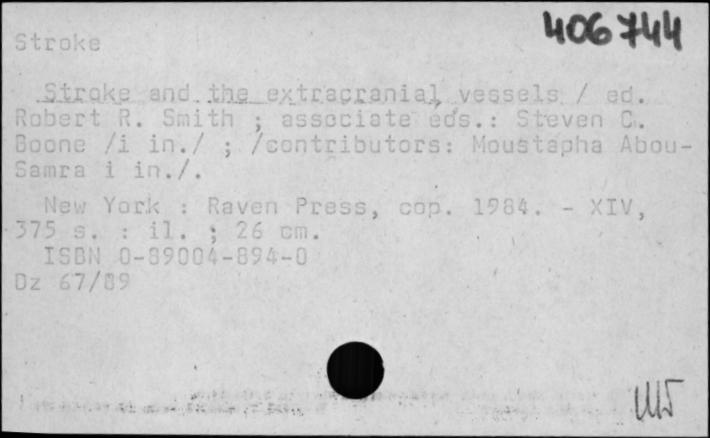 406744
Stroke
Stroke and the extracranial vessels / ed.
Robert R. Smith ; associate eds.: Steven C.
Boone /i in./ ; /contributors: Moustapha Abou-
Samra i in./.
New York : Raven Press, cop. 1984. - XIV,
375 s. : il. ; 26 cm.
ISBN 0-89004-894-0
Dz 67/89